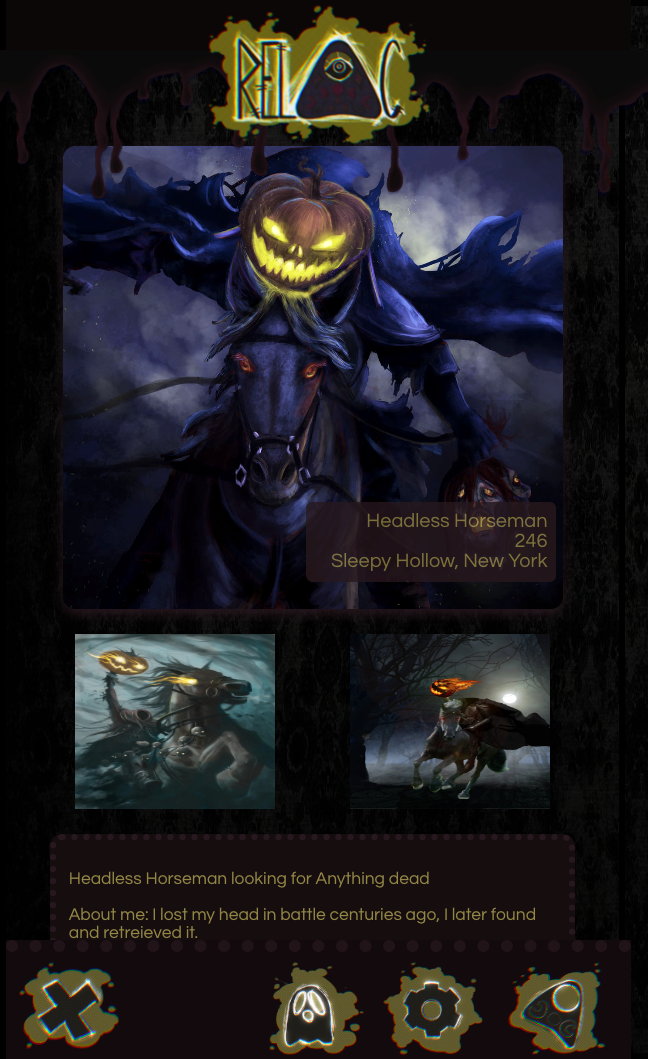 RELIC
Headless Horseman
246
Sleepy Hollow, New York
Headless Horseman looking for Anything dead
About me: I lost my head in battle centuries ago, I later found
and retreieved it.